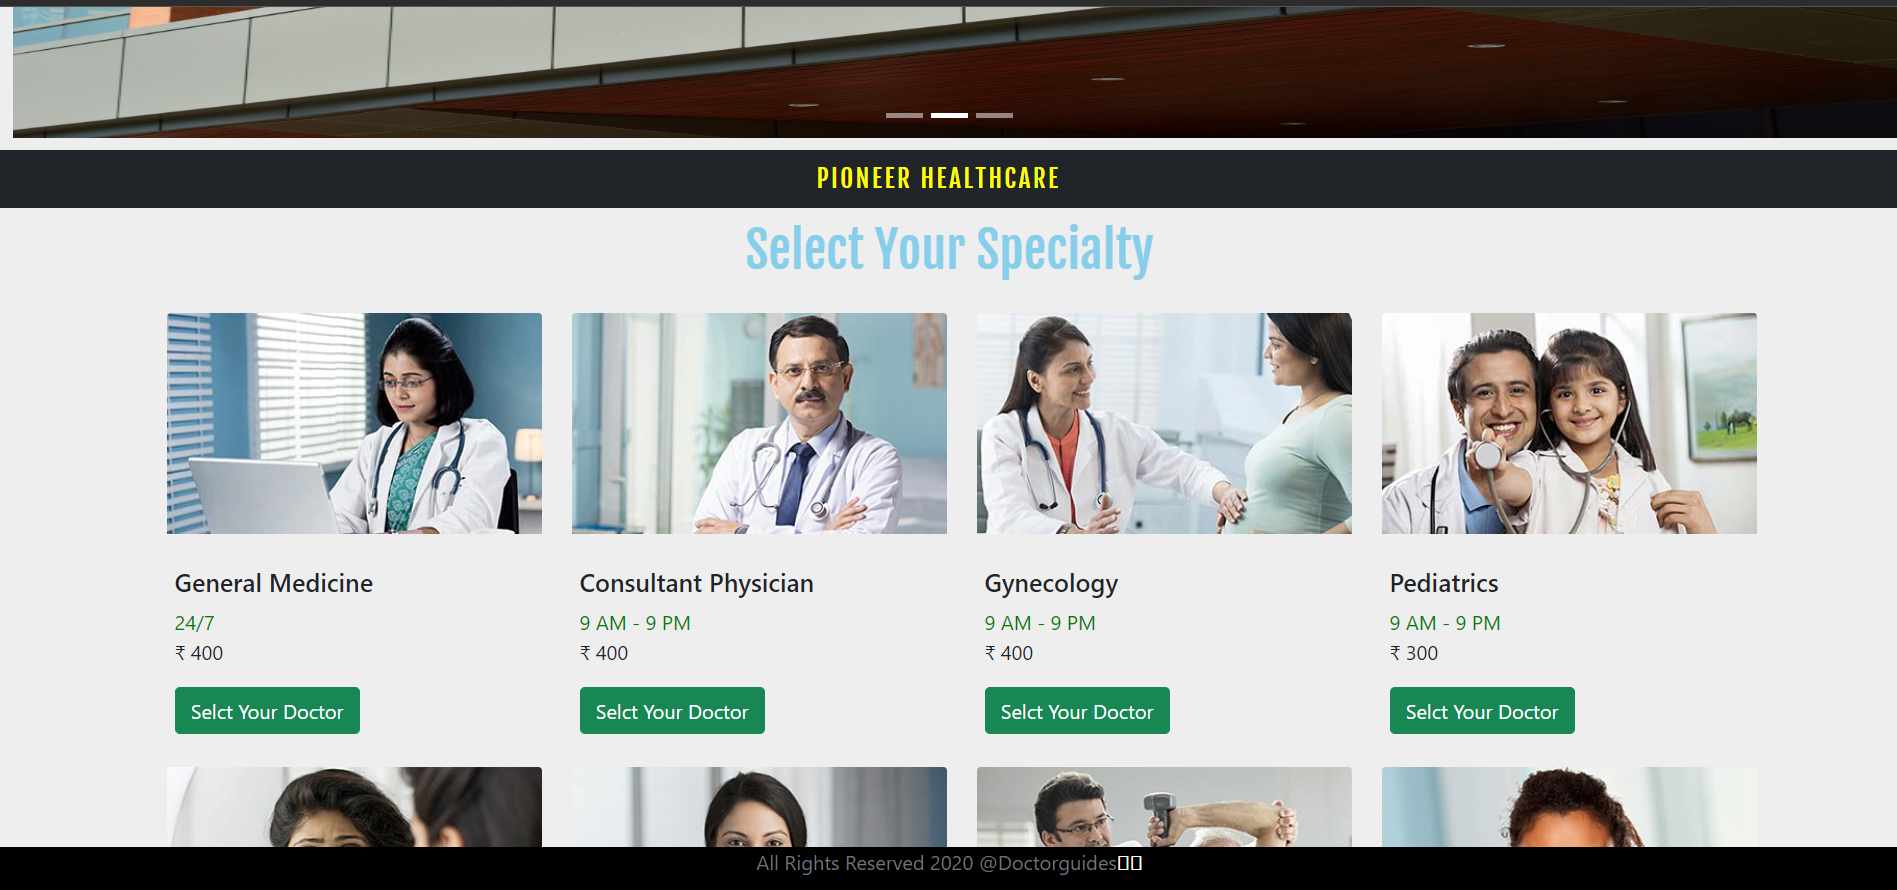 PIONEER HEALTHCARE
Select Your Specialty
General Medicine
24/7
₹ 400
Selct Your Doctor
Consultant Physician
9 AM - 9 PM
₹ 400
Selct Your Doctor
Gynecology
9 AM - 9 PM
₹ 400
Selct Your Doctor
Pediatrics
9 AM - 9 PM
₹ 300
Selct Your Doctor
All Rights Reserved 2020 @Doctorguides